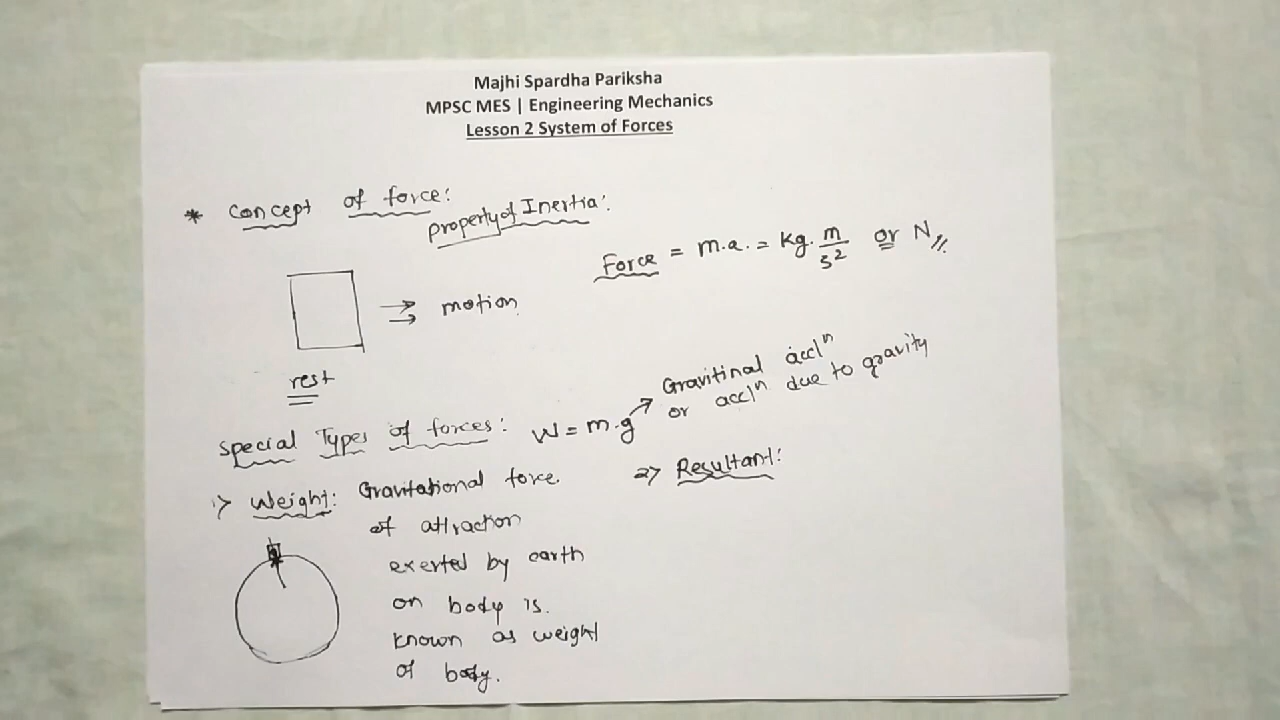 Majhi Spardha Pariksha
MPSC MES | Engineering Mechanics
Lesson 2 System of Forces
* Concept of force:
property of Inertia:
Force = m.a. = kg. m/s² or N
motion
rest
Special Types of forces: W = m.g
Gravitinal accl^n
or accl^n due to gravity
1) Weight: Gravitational force
of attraction
exerted by earth
on body is.
known as weight
of body.
2) Resultant: